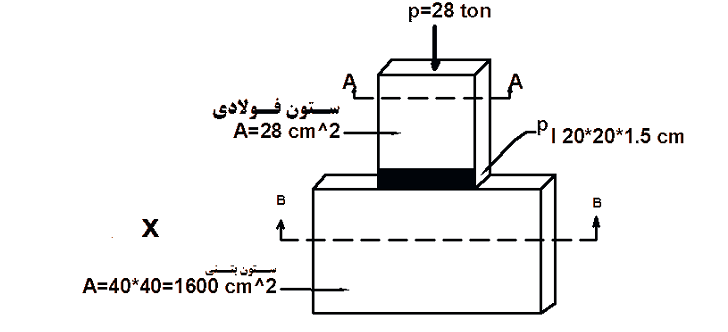 p=28 ton
A A
ستون فولادی
A=28 cm^2
pl 20*20*1.5 cm
B B
X
ستون بتنی
A=40*40=1600 cm^2